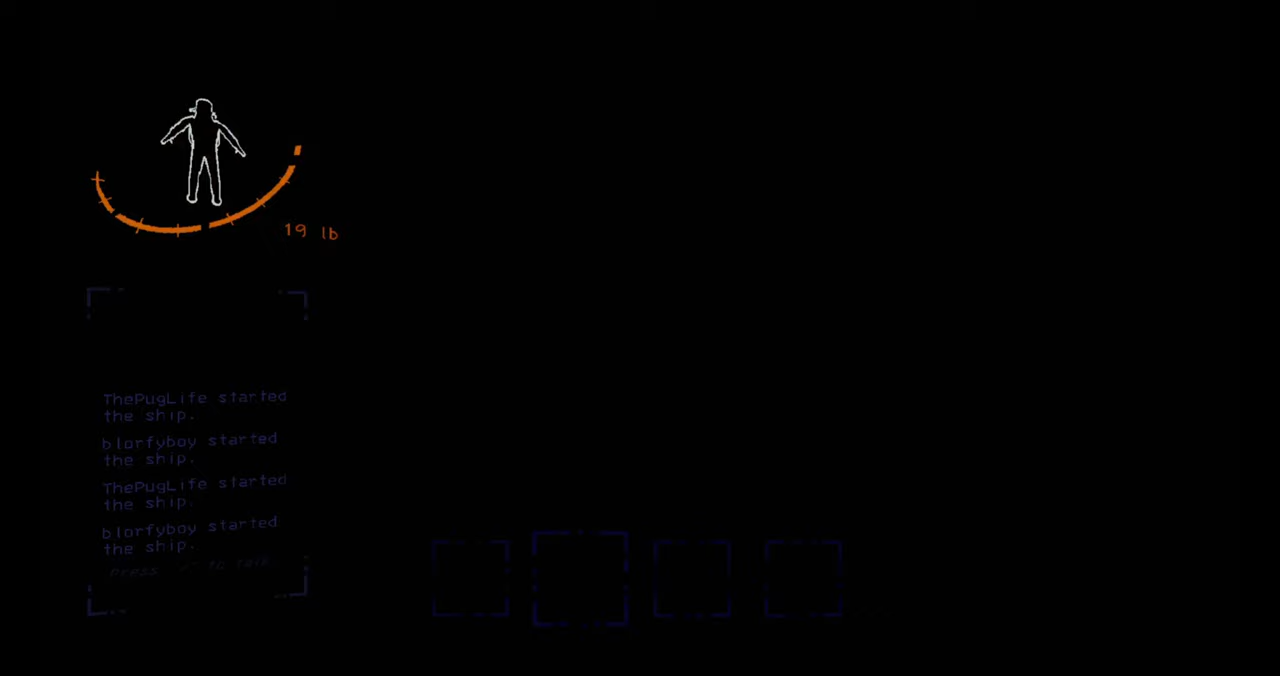 19 lb
ThePugLife started
the ship.
blorfyboy started
the ship.
ThePugLife started
the ship.
blorfyboy started
the ship.